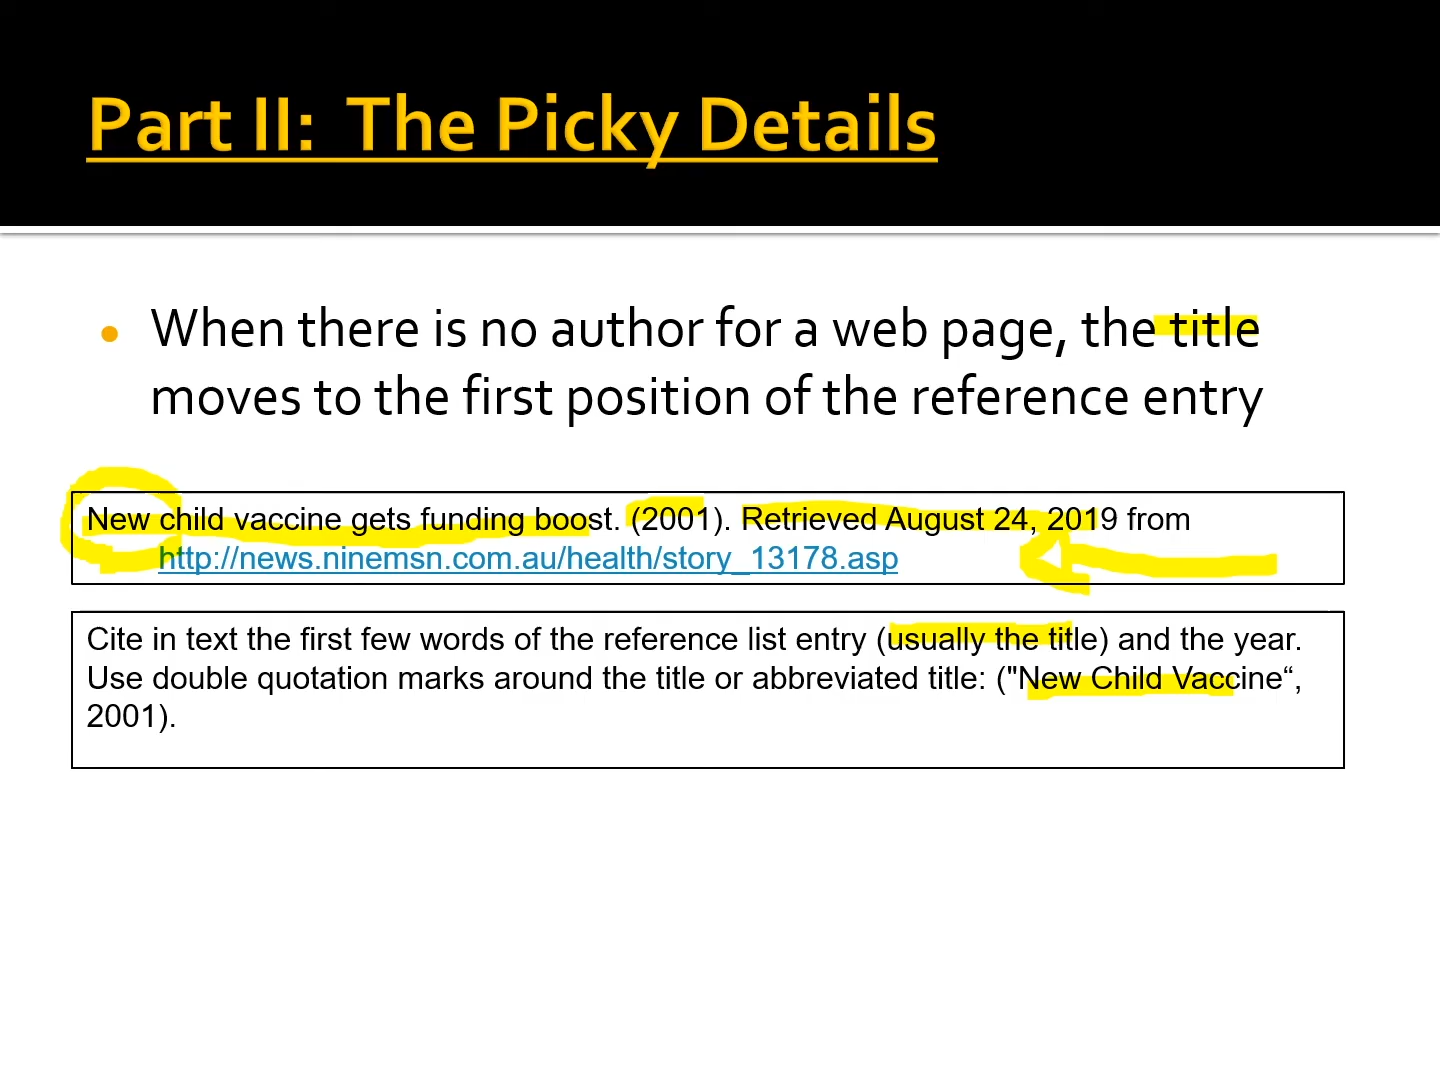 Part II:  The Picky Details
• When there is no author for a web page, the title
moves to the first position of the reference entry
New child vaccine gets funding boost. (2001). Retrieved August 24, 2019 from
http://news.ninemsn.com.au/health/story_13178.asp
Cite in text the first few words of the reference list entry (usually the title) and the year.
Use double quotation marks around the title or abbreviated title: ("New Child Vaccine“,
2001).